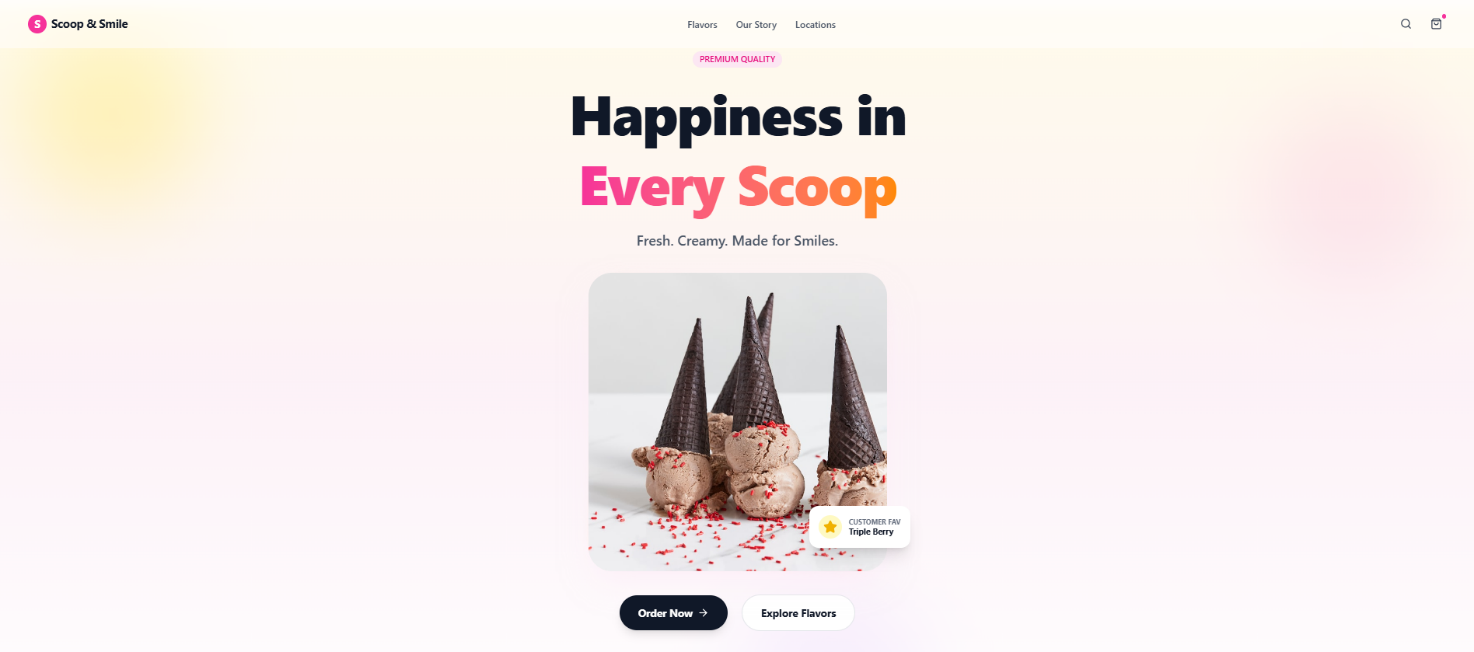 S Scoop & Smile
Flavors Our Story Locations
PREMIUM QUALITY
Happiness in
Every Scoop
Fresh. Creamy. Made for Smiles.
CUSTOMER FAV
Triple Berry
Order Now
Explore Flavors